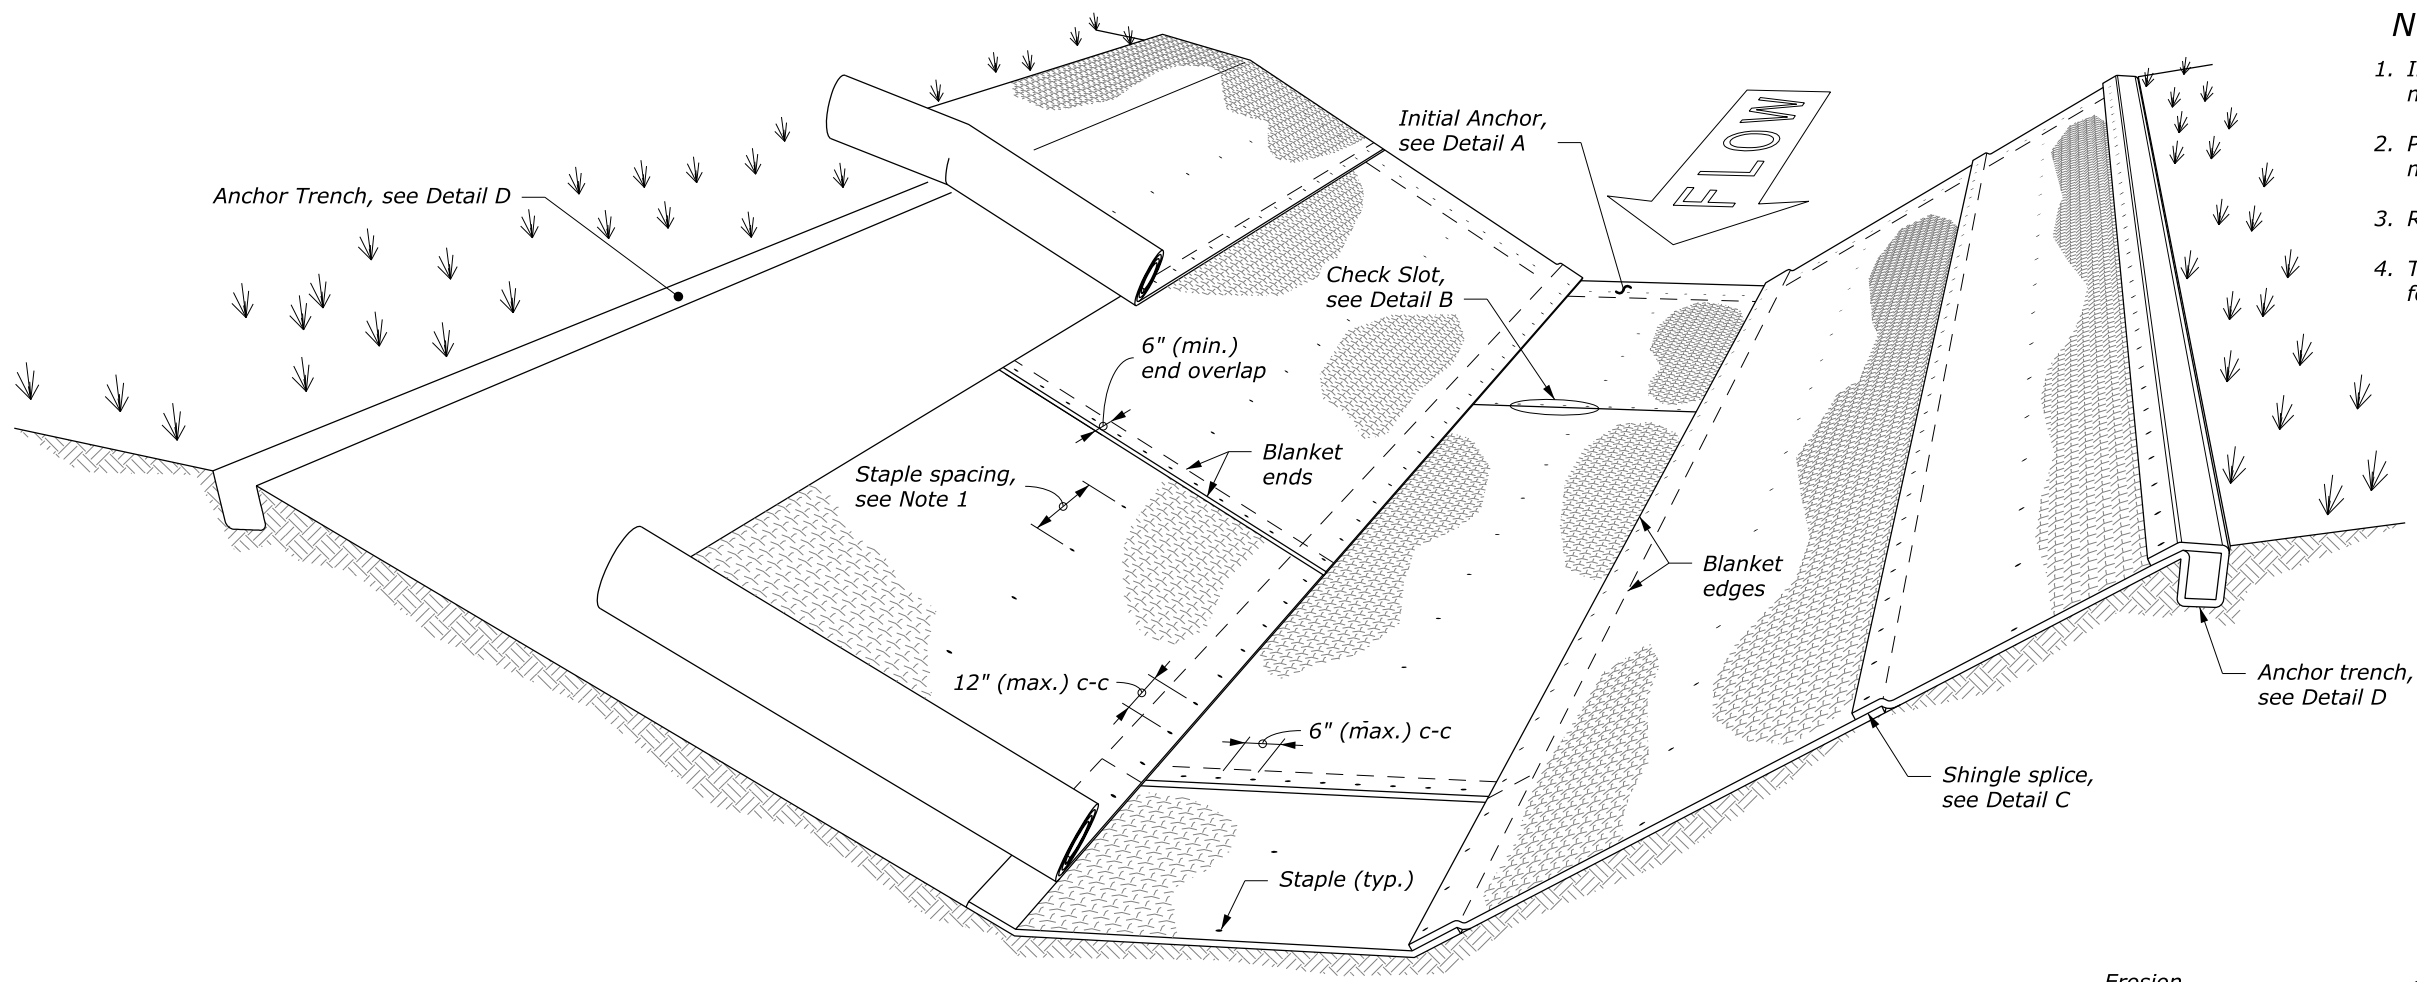 Anchor Trench, see Detail D
Initial Anchor,
see Detail A
FLOW
Check Slot,
see Detail B
6" (min.)
end overlap
Staple spacing,
see Note 1
Blanket
ends
Blanket
edges
12" (max.) c-c
6" (max.) c-c
Staple (typ.)
Anchor trench,
see Detail D
Shingle splice,
see Detail C
N
1.
2. P
3. R
4. T
Erosion